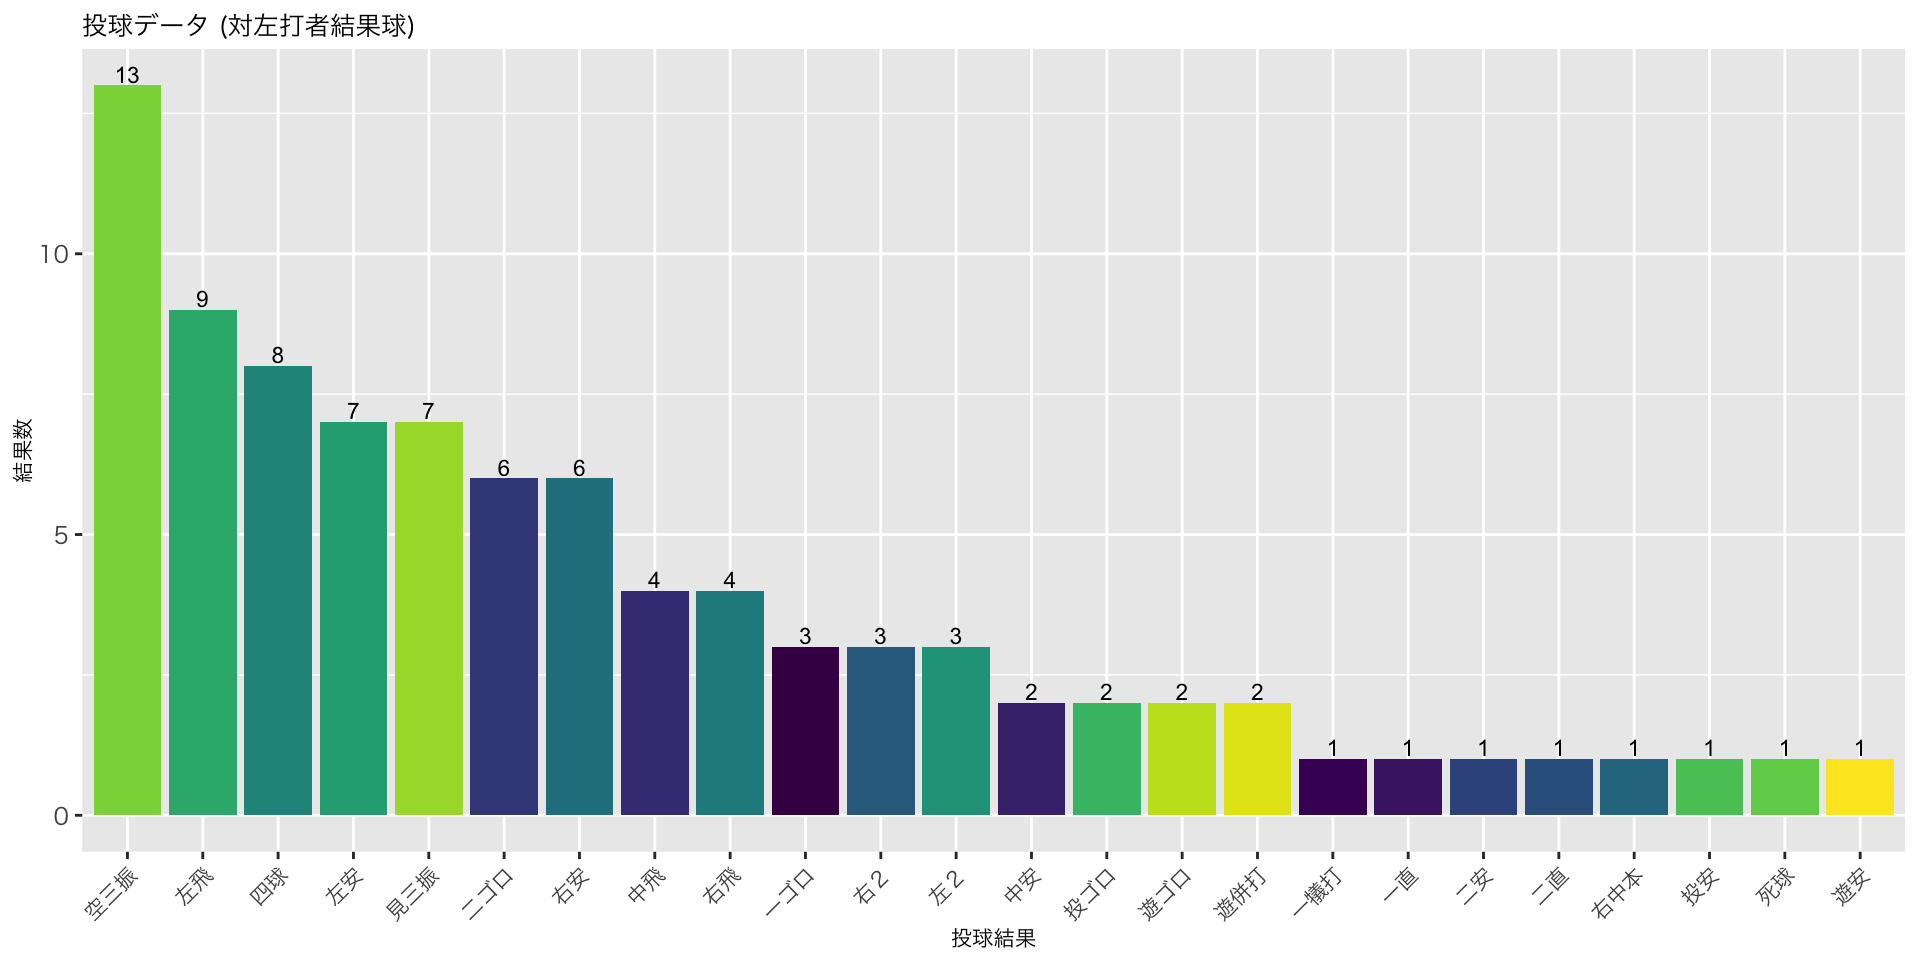 投球データ (対左打者結果球)
結果数
10
5
0
13
9
8
7
7
6
6
4
4
3
3
3
2
2
2
2
1
1
1
1
1
1
1
1
空三振
左飛
四球
左安
見三振
二ゴロ
右安
中飛
右飛
一ゴロ
右２
左２
中安
投ゴロ
遊ゴロ
遊併打
一犠打
一直
二安
二直
右中本
投安
死球
遊安
投球結果